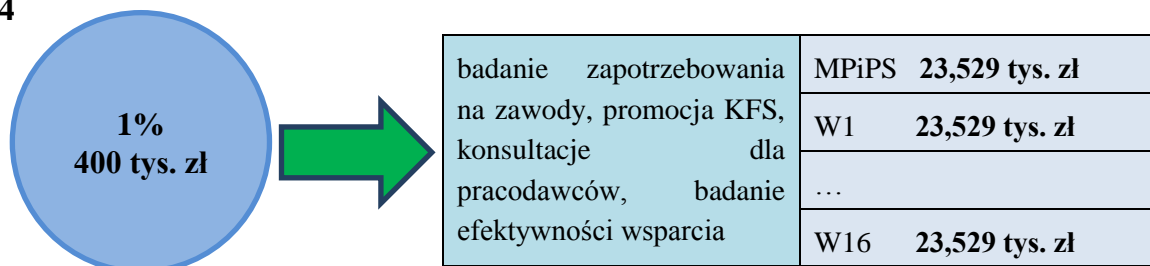 4
1%
400 tys. zł
badanie zapotrzebowania
na zawody, promocja KFS,
konsultacje dla
pracodawców, badanie
efektywności wsparcia
MPiPS 23,529 tys. zł
W1 23,529 tys. zł
…
W16 23,529 tys. zł